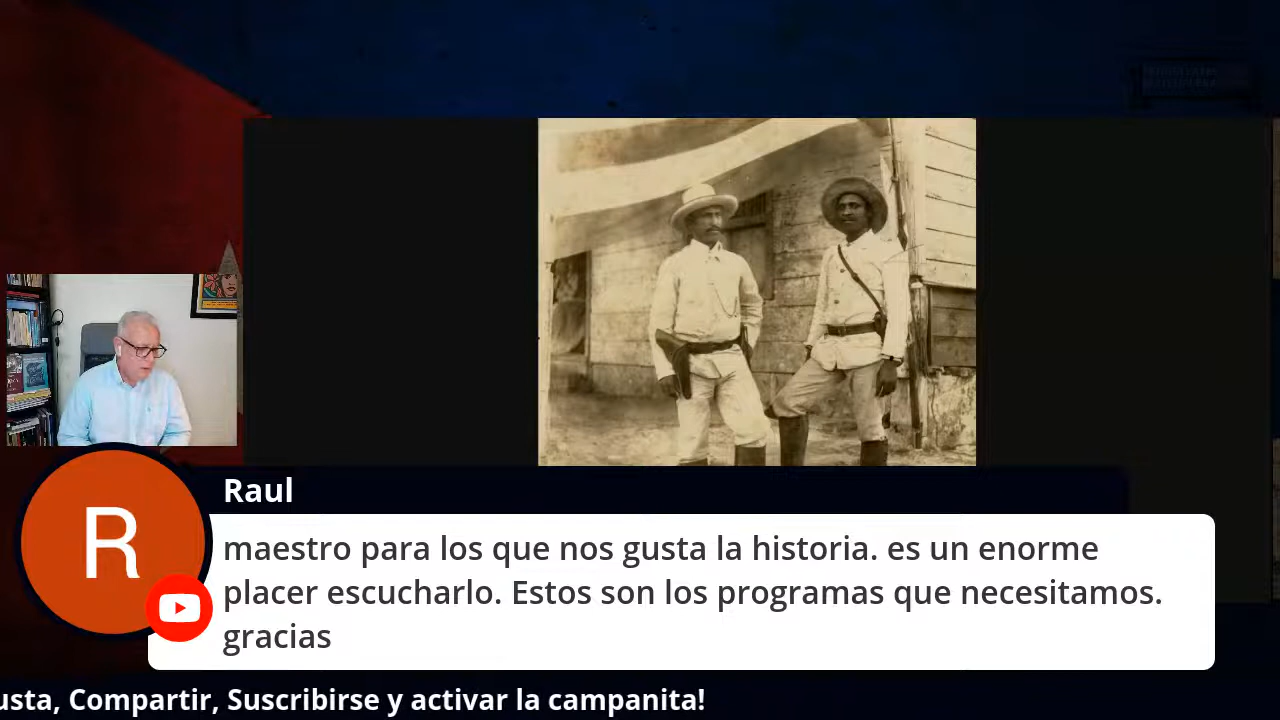 Raul
R
maestro para los que nos gusta la historia. es un enorme
placer escucharlo. Estos son los programas que necesitamos.
gracias
usta, Compartir, Suscribirse y activar la campanita!